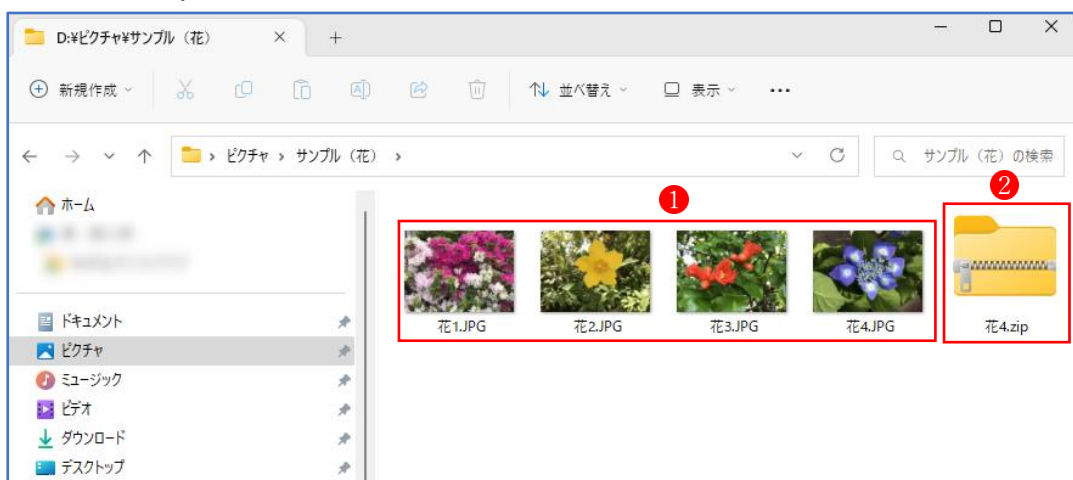 D:¥ピクチャ¥サンプル（花）
新規作成
並べ替え
表示
ピクチャ › サンプル（花） ›
サンプル（花）の検索
❶
❷
ホーム
ドキュメント
ピクチャ
ミュージック
ビデオ
ダウンロード
デスクトップ
花1.JPG
花2.JPG
花3.JPG
花4.JPG
花4.zip